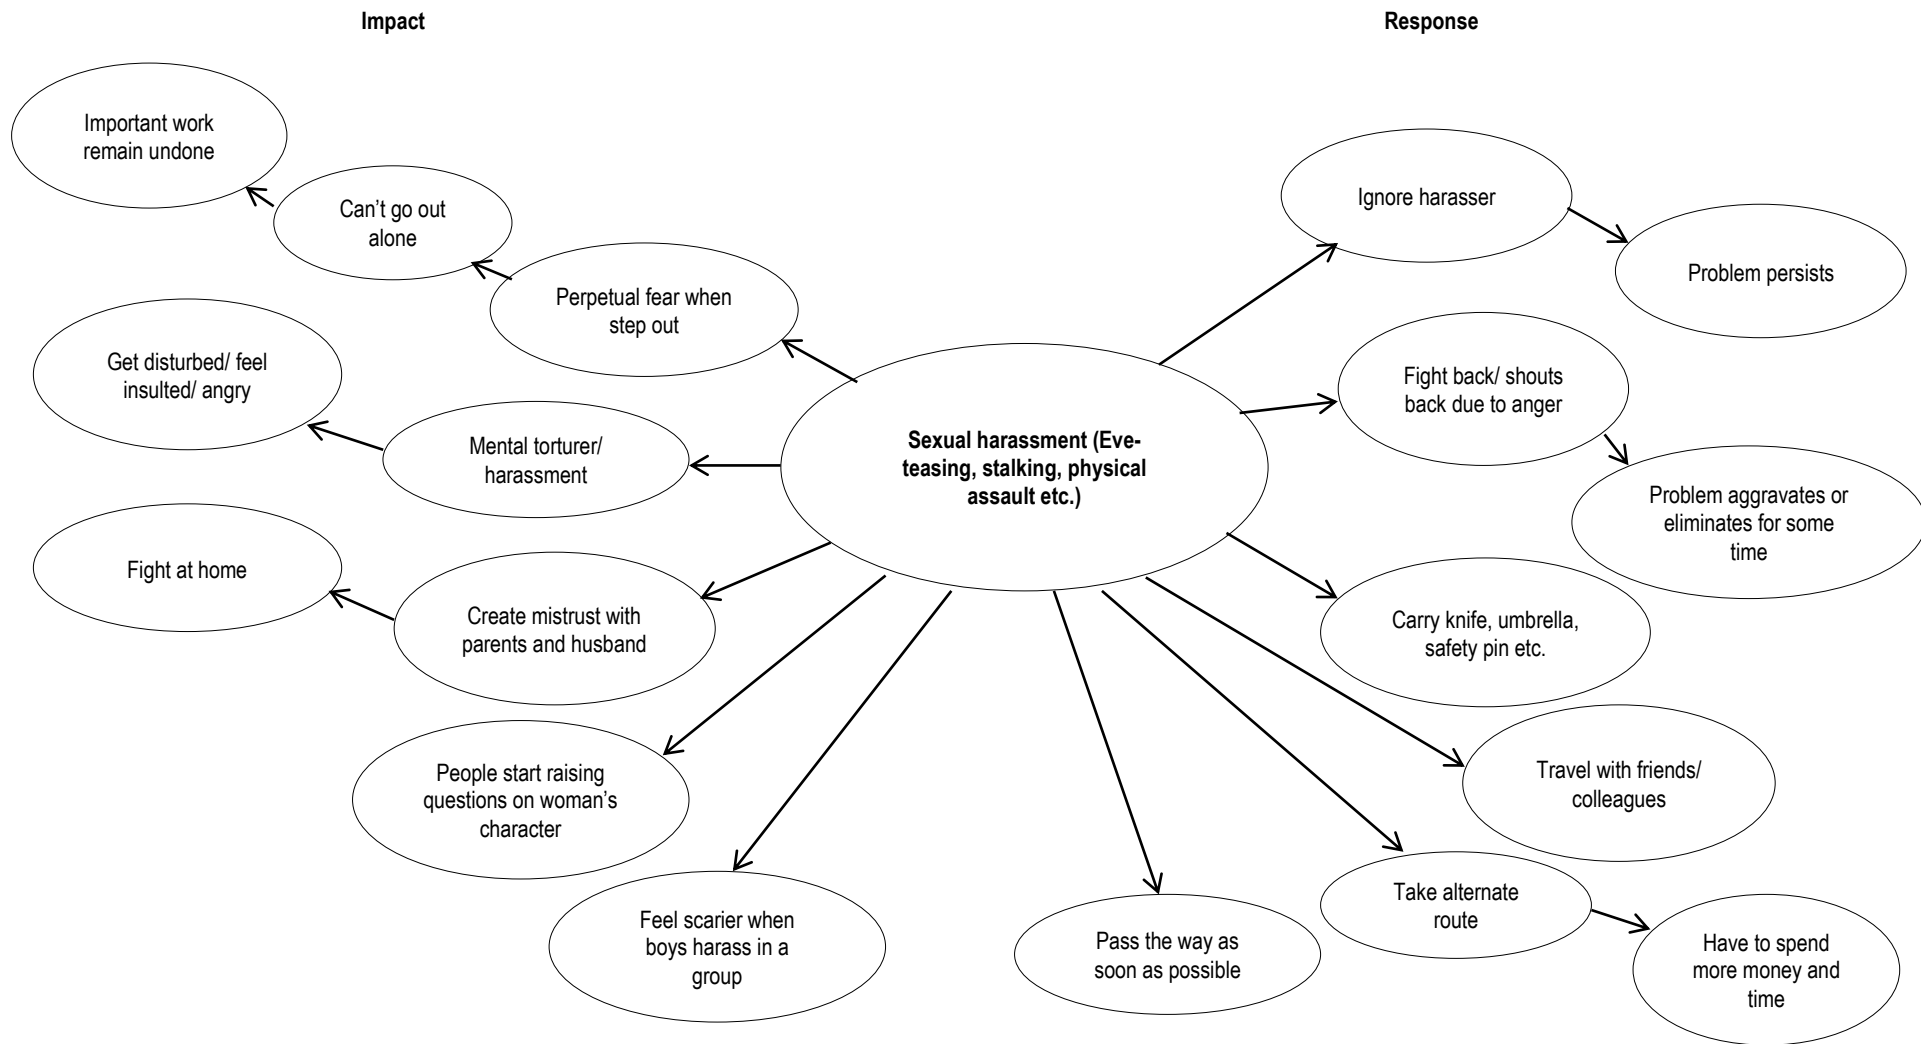 Impact
Response
Important work
remain undone
Can't go out
alone
Perpetual fear when
step out
Get disturbed/ feel
insulted/ angry
Mental torturer/
harassment
Fight at home
Create mistrust with
parents and husband
People start raising
questions on woman's
character
Feel scarier when
boys harass in a
group
Sexual harassment (Eve-
teasing, stalking, physical
assault etc.)
Ignore harasser
Problem persists
Fight back/ shouts
back due to anger
Problem aggravates or
eliminates for some
time
Carry knife, umbrella,
safety pin etc.
Travel with friends/
colleagues
Take alternate
route
Have to spend
more money and
time
Pass the way as
soon as possible